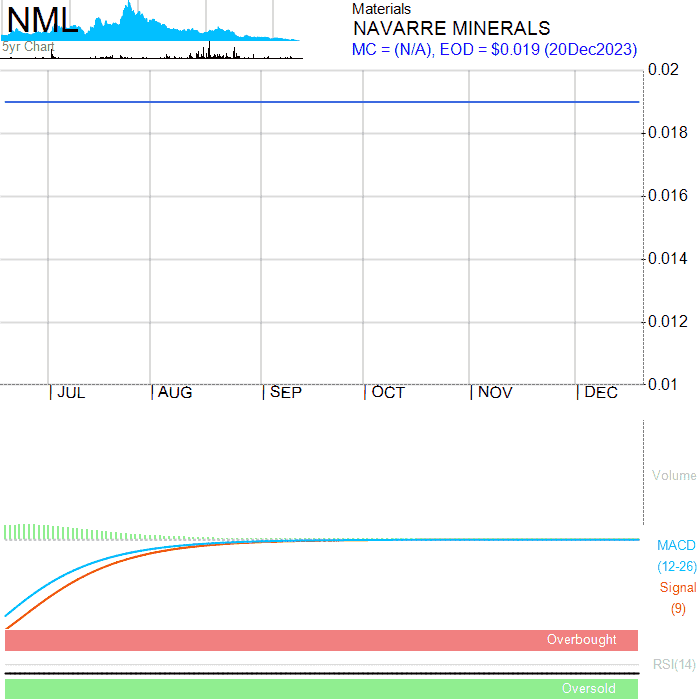 NML
5yr Chart
Materials
NAVARRE MINERALS
MC = (N/A), EOD = $0.019 (20Dec2023)
0.02
0.018
0.016
0.014
0.012
0.01
JUL AUG SEP OCT NOV DEC
Volume
MACD
(12-26)
Signal
(9)
Overbought
RSI(14)
Oversold